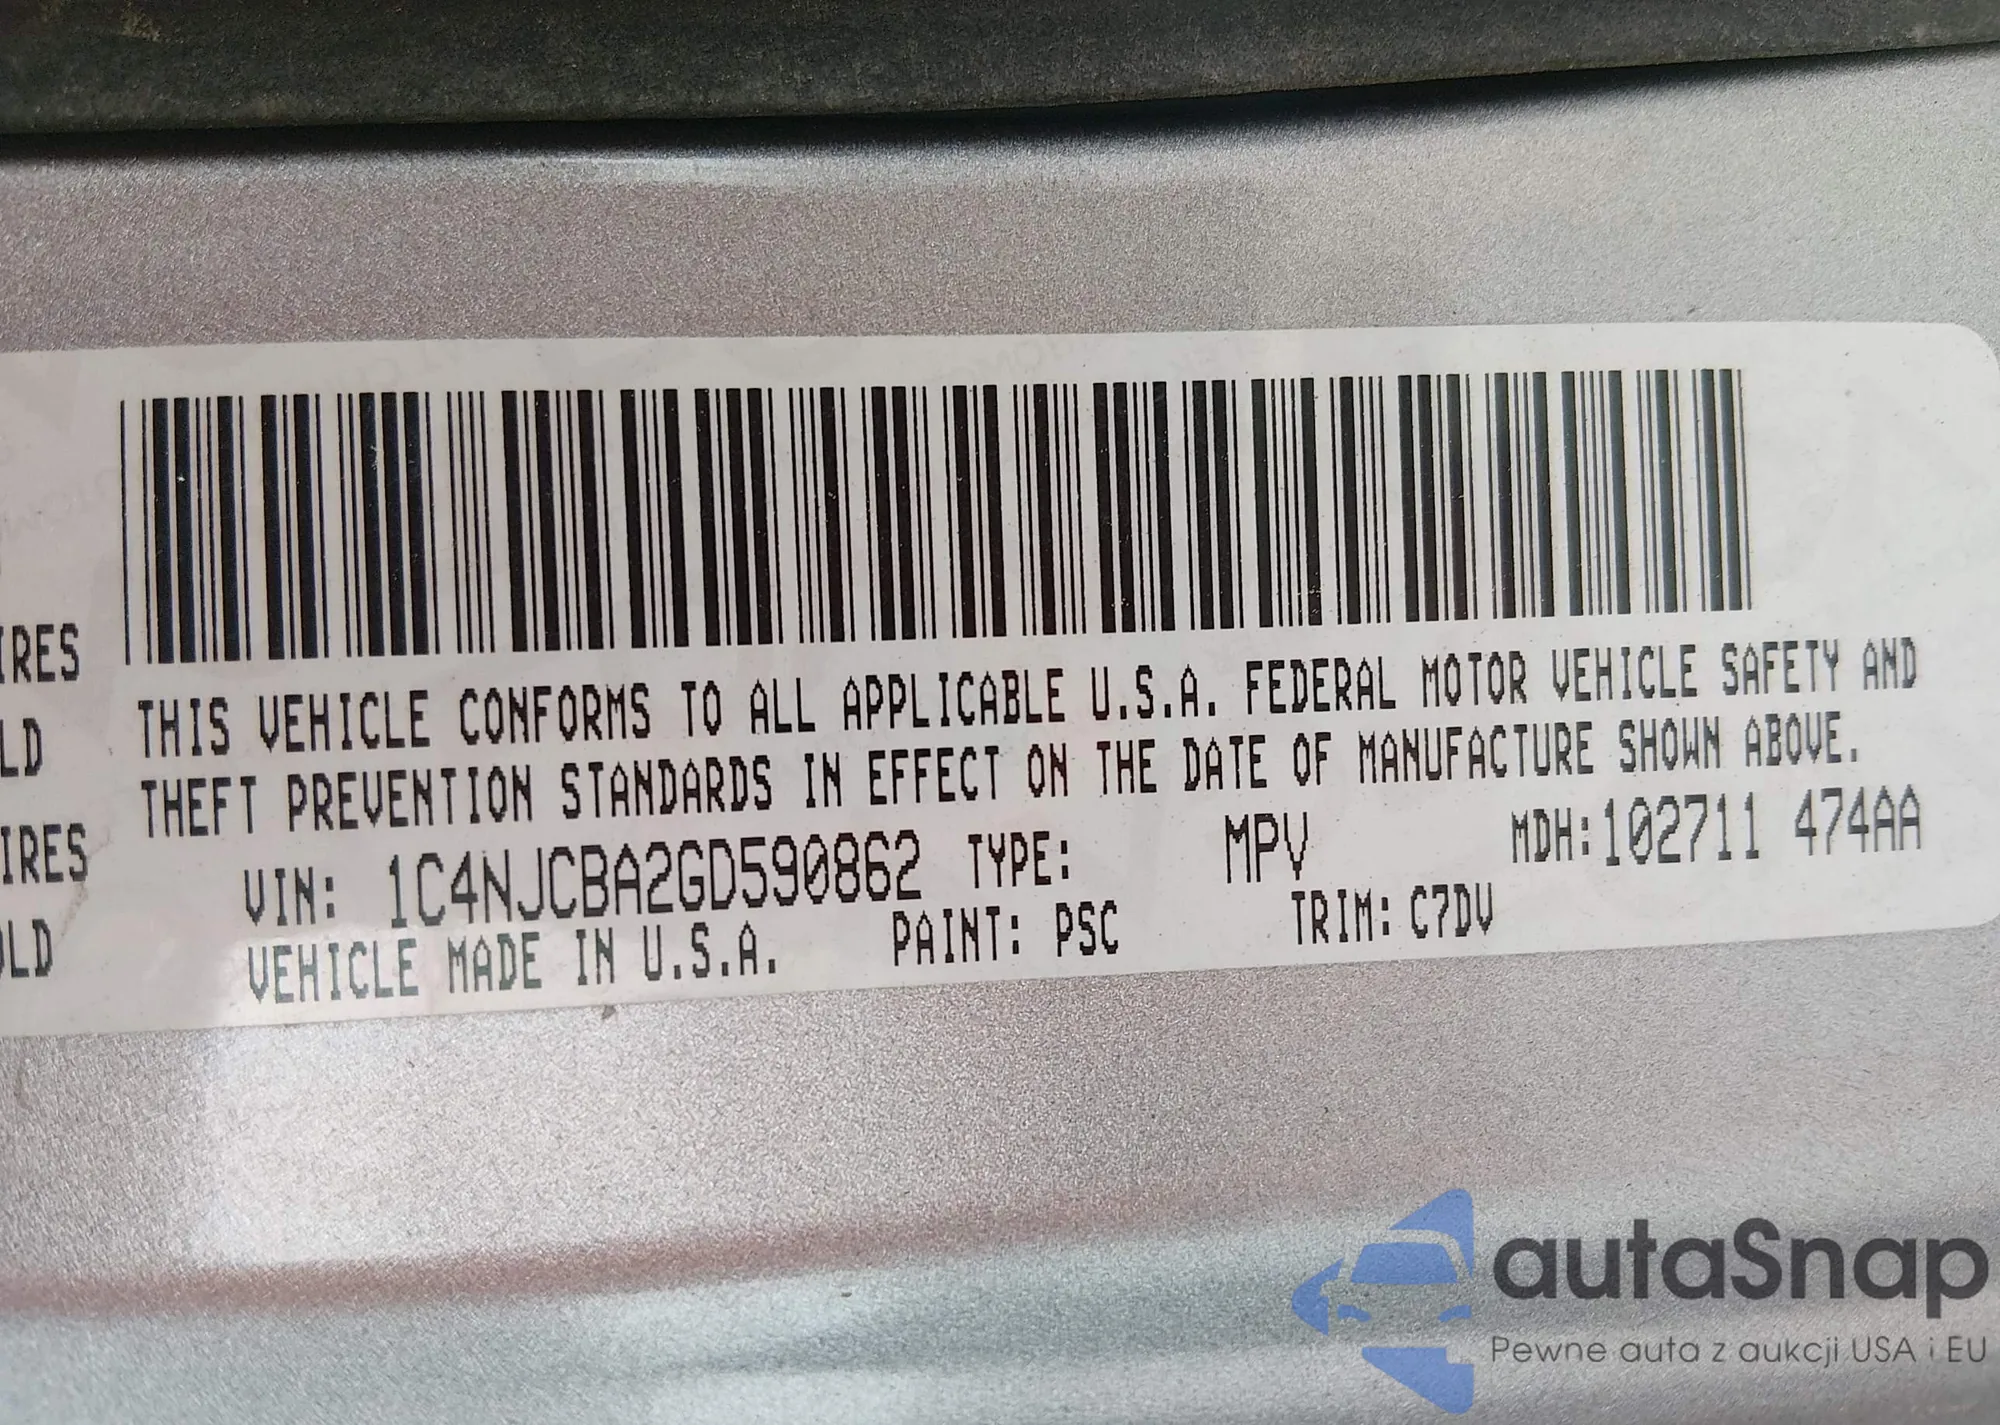 IRES
LD
IRES
OLD
THIS VEHICLE CONFORMS TO ALL APPLICABLE U.S.A. FEDERAL MOTOR VEHICLE SAFETY AND
THEFT PREVENTION STANDARDS IN EFFECT ON THE DATE OF MANUFACTURE SHOWN ABOVE.
VIN: 1C4NJCBA2GD590862 TYPE: MPV MDH:102711 474AA
VEHICLE MADE IN U.S.A. PAINT: PSC TRIM: C7DV
autaSnap
Pewne auta z aukcji USA i EU